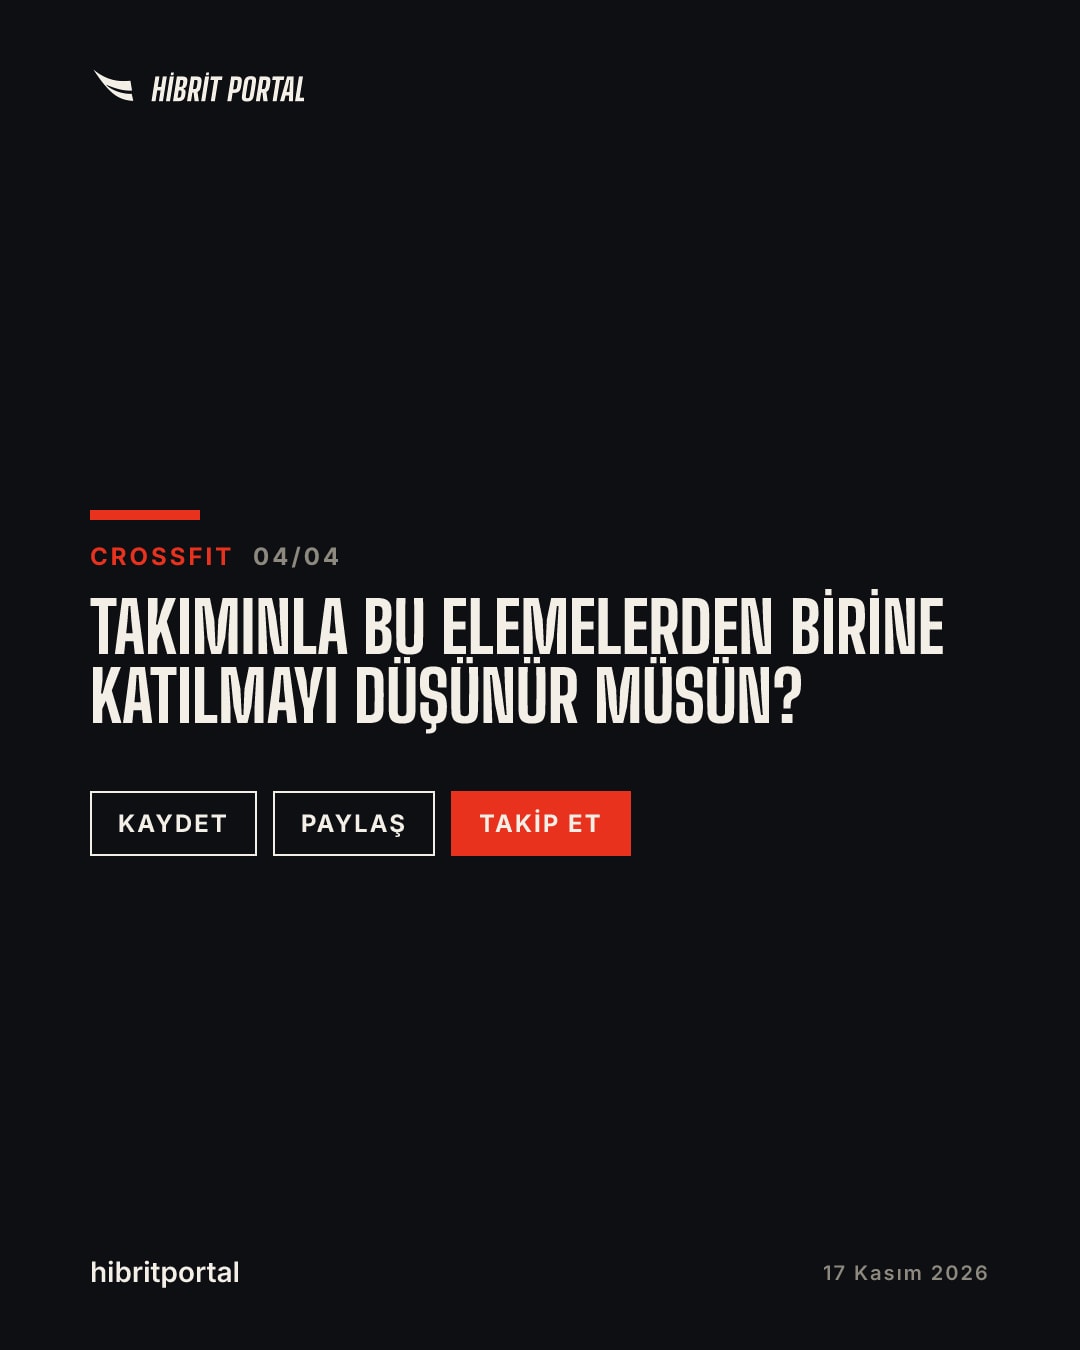 HİBRİT PORTAL
CROSSFIT 04/04
TAKIMINLA BU ELEMELERDEN BİRİNE
KATILMAYI DÜŞÜNÜR MÜSÜN?
KAYDET PAYLAŞ TAKİP ET
hibritportal 17 Kasım 2026